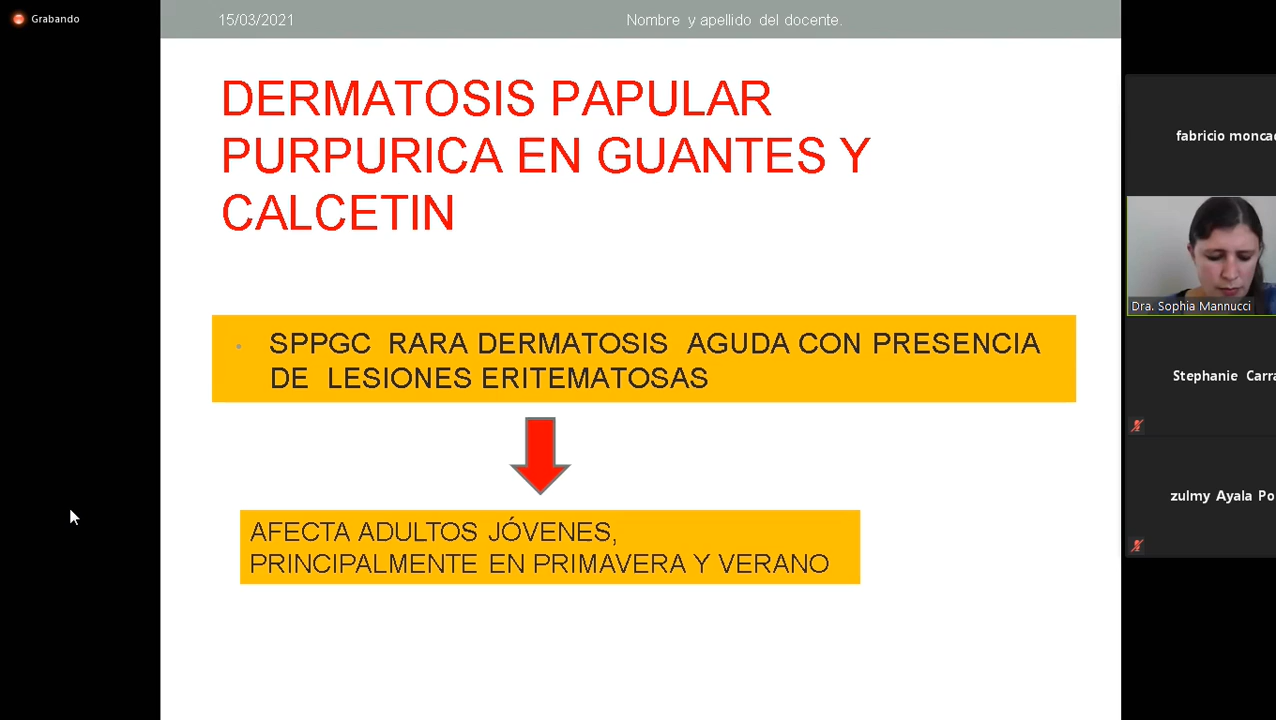 Grabando
15/03/2021
Nombre y apellido del docente.
DERMATOSIS PAPULAR
PURPURICA EN GUANTES Y
CALCETIN
SPPGC RARA DERMATOSIS AGUDA CON PRESENCIA
DE LESIONES ERITEMATOSAS
AFECTA ADULTOS JÓVENES,
PRINCIPALMENTE EN PRIMAVERA Y VERANO
fabricio moncac
Dra. Sophia Mannucci
Stephanie Carra
zulmy Ayala Po